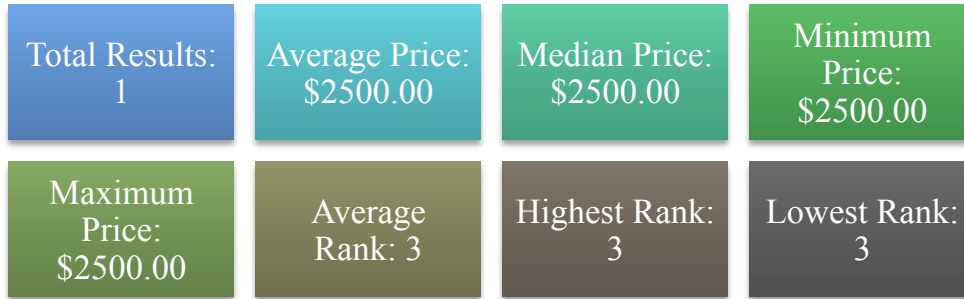 Total Results:
1
Average Price:
$2500.00
Median Price:
$2500.00
Minimum
Price:
$2500.00
Maximum
Price:
$2500.00
Average
Rank: 3
Highest Rank:
3
Lowest Rank:
3